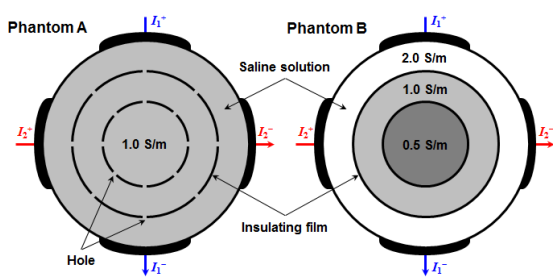 Phantom A
I₁⁺
Phantom B
I₁⁺
Saline solution
2.0 S/m
1.0 S/m
I₂⁺
1.0 S/m
I₂⁻
I₂⁺
0.5 S/m
I₂⁻
Hole
Insulating film
I₁⁻
I₁⁻